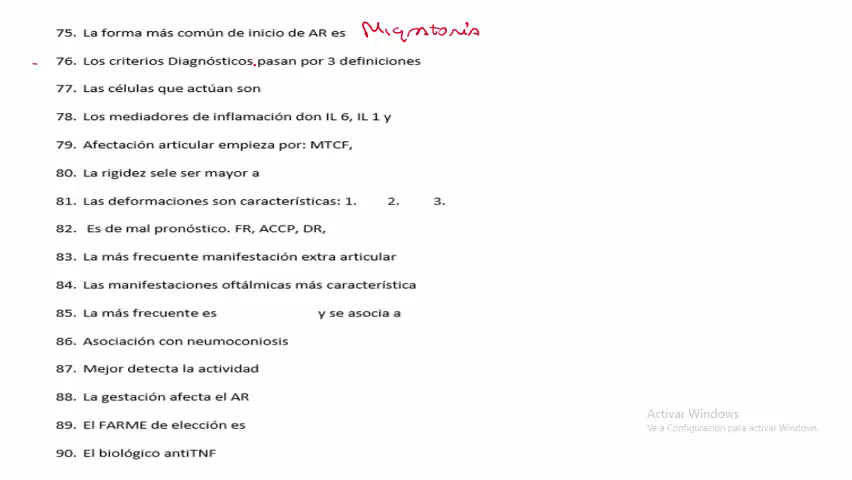 75. La forma más común de inicio de AR es Migratoris
76. Los criterios Diagnósticos pasan por 3 definiciones
77. Las células que actúan son
78. Los mediadores de inflamación don IL 6, IL 1 y
79. Afectación articular empieza por: MTCF,
80. La rigidez sele ser mayor a
81. Las deformaciones son características: 1. 2. 3.
82. Es de mal pronóstico. FR, ACCP, DR,
83. La más frecuente manifestación extra articular
84. Las manifestaciones oftálmicas más característica
85. La más frecuente es y se asocia a
86. Asociación con neumoconiosis
87. Mejor detecta la actividad
88. La gestación afecta el AR
89. El FARME de elección es
90. El biológico antiTNF
Activar Windows
Ve a Configuración para activar Windows.